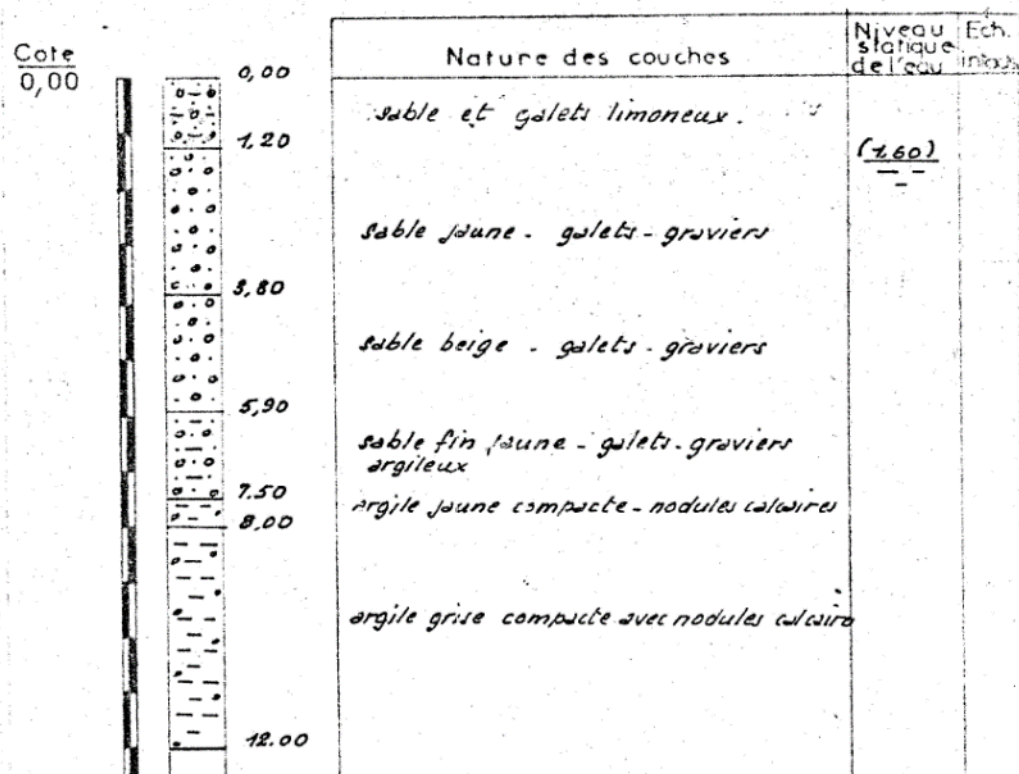 Cote
0,00
Nature des couches
Niveau
statique
de l'eau
Ech.
0,00
sable et galets limoneux.
1,20
(1.60)
sable jaune - galets - graviers
3,80
sable beige - galets - graviers
5,90
sable fin jaune - galets - graviers
argileux
7.50
argile jaune compacte - nodules calcaires
8,00
argile grise compacte avec nodules calcaire
12.00